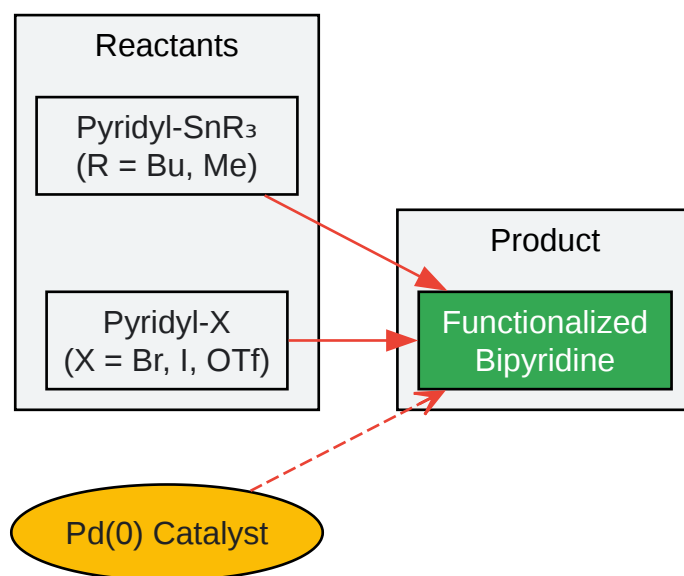 Reactants
Pyridyl-SnR₃
(R = Bu, Me)
Pyridyl-X
(X = Br, I, OTf)
Product
Functionalized
Bipyridine
Pd(0) Catalyst